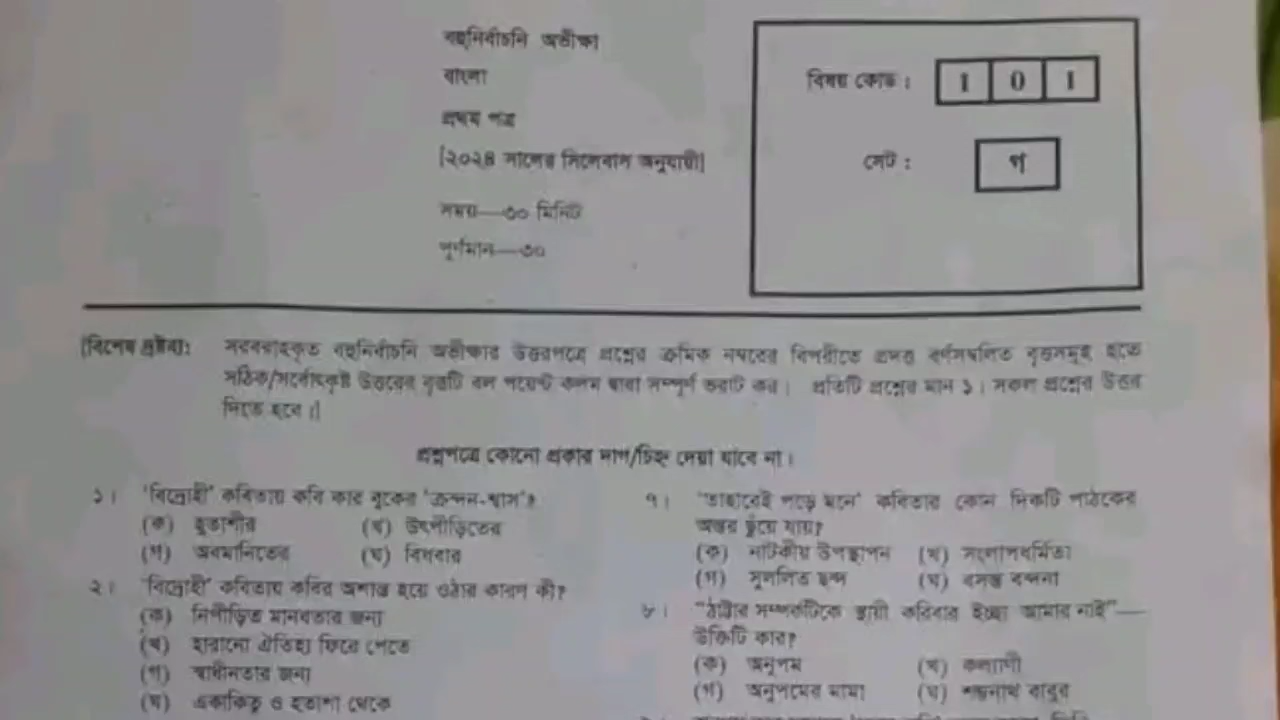 বহুনির্বাচনি অভীক্ষা
বাংলা
প্রথম পত্র
[২০২৪ সালের সিলেবাস অনুযায়ী]
সময়—৩০ মিনিট
পূর্ণমান—৩০
বিষয় কোড : 1 0 1
সেট : গ
[বিশেষ দ্রষ্টব্য: সরবরাহকৃত বহুনির্বাচনি অভীক্ষার উত্তরপত্রে প্রশ্নের ক্রমিক নম্বরের বিপরীতে প্রদত্ত বর্ণসম্বলিত বৃত্তসমূহ হতে
সঠিক/সর্বোৎকৃষ্ট উত্তরের বৃত্তটি বল পয়েন্ট কলম দ্বারা সম্পূর্ণ ভরাট কর। প্রতিটি প্রশ্নের মান ১। সকল প্রশ্নের উত্তর
দিতে হবে।]
প্রশ্নপত্রে কোনো প্রকার দাগ/চিহ্ন দেয়া যাবে না।
১। 'বিদ্রোহী' কবিতায় কবি কার বুকের 'ক্রন্দন-শ্বাস'?
(ক) হুতাশীর (খ) উৎপীড়িতের
(গ) অবমানিতের (ঘ) বিধবার
২। 'বিদ্রোহী' কবিতায় কবির অশান্ত হয়ে ওঠার কারণ কী?
(ক) নিপীড়িত মানবতার জন্য
(খ) হারানো ঐতিহ্য ফিরে পেতে
(গ) স্বাধীনতার জন্য
(ঘ) একাকিত্ব ও হতাশা থেকে
৭। 'তাহারেই পড়ে মনে' কবিতার কোন দিকটি পাঠকের
অন্তর ছুঁয়ে যায়?
(ক) নাটকীয় উপস্থাপন (খ) সংলাপধর্মিতা
(গ) সুললিত ছন্দ (ঘ) বসন্ত বন্দনা
৮। "ঠাট্টার সম্পর্কটিকে স্থায়ী করিবার ইচ্ছা আমার নাই"—
উক্তিটি কার?
(ক) অনুপম (খ) কল্যাণী
(গ) অনুপমের মামা (ঘ) শম্ভুনাথ বাবুর